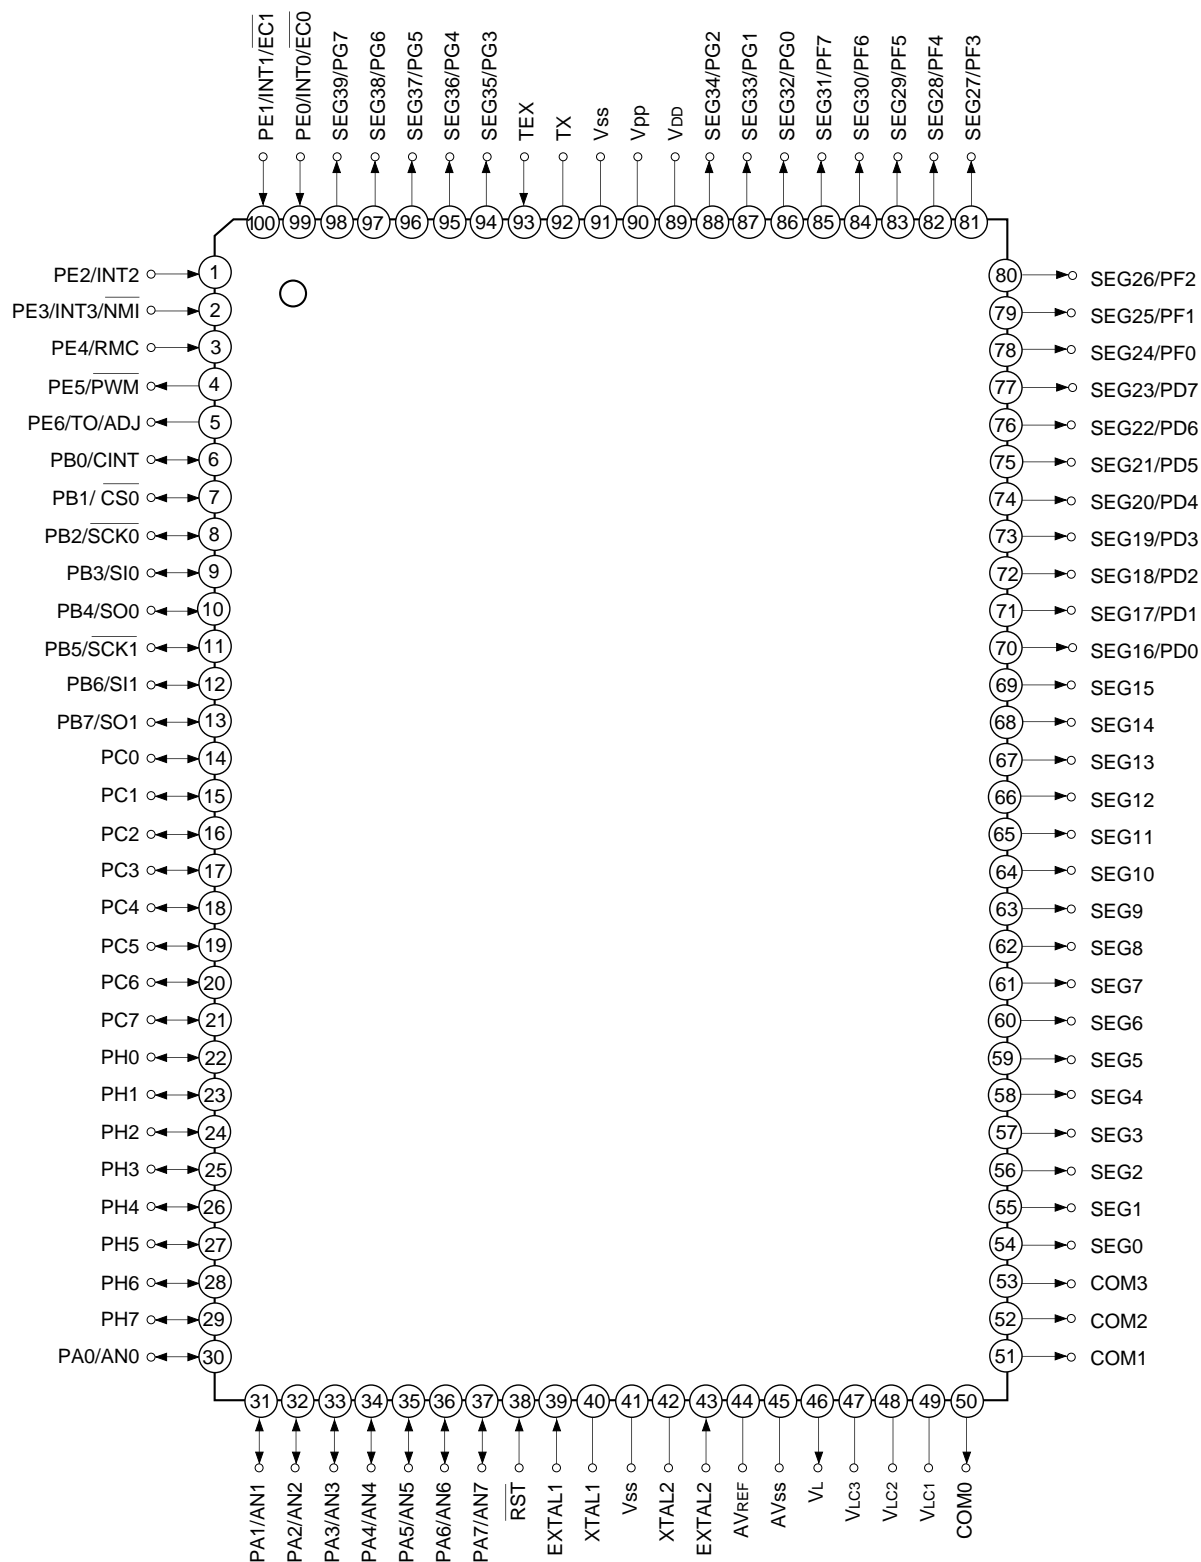 PE1/INT1/EC1
PE0/INT0/EC0
SEG39/PG7
SEG38/PG6
SEG37/PG5
SEG36/PG4
SEG35/PG3
TEX
TX
Vss
Vpp
VDD
SEG34/PG2
SEG33/PG1
SEG32/PG0
SEG31/PF7
SEG30/PF6
SEG29/PF5
SEG28/PF4
SEG27/PF3
100 99 98 97 96 95 94 93 92 91 90 89 88 87 86 85 84 83 82 81
PE2/INT2 1
80 SEG26/PF2
PE3/INT3/NMI 2
79 SEG25/PF1
PE4/RMC 3
78 SEG24/PF0
PE5/PWM 4
77 SEG23/PD7
PE6/TO/ADJ 5
76 SEG22/PD6
PB0/CINT 6
75 SEG21/PD5
PB1/ CS0 7
74 SEG20/PD4
PB2/SCK0 8
73 SEG19/PD3
PB3/SI0 9
72 SEG18/PD2
PB4/SO0 10
71 SEG17/PD1
PB5/SCK1 11
70 SEG16/PD0
PB6/SI1 12
69 SEG15
PB7/SO1 13
68 SEG14
PC0 14
67 SEG13
PC1 15
66 SEG12
PC2 16
65 SEG11
PC3 17
64 SEG10
PC4 18
63 SEG9
PC5 19
62 SEG8
PC6 20
61 SEG7
PC7 21
60 SEG6
PH0 22
59 SEG5
PH1 23
58 SEG4
PH2 24
57 SEG3
PH3 25
56 SEG2
PH4 26
55 SEG1
PH5 27
54 SEG0
PH6 28
53 COM3
PH7 29
52 COM2
PA0/AN0 30
51 COM1
31 32 33 34 35 36 37 38 39 40 41 42 43 44 45 46 47 48 49 50
PA1/AN1
PA2/AN2
PA3/AN3
PA4/AN4
PA5/AN5
PA6/AN6
PA7/AN7
RST
EXTAL1
XTAL1
Vss
XTAL2
EXTAL2
AVREF
AVss
VL
VLC3
VLC2
VLC1
COM0